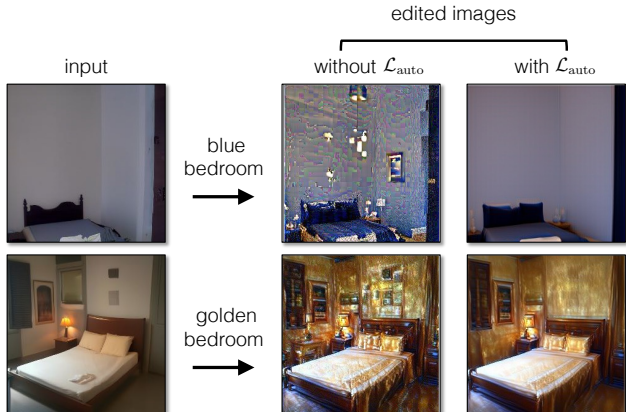 edited images
input
without L_auto
with L_auto
blue
bedroom
golden
bedroom